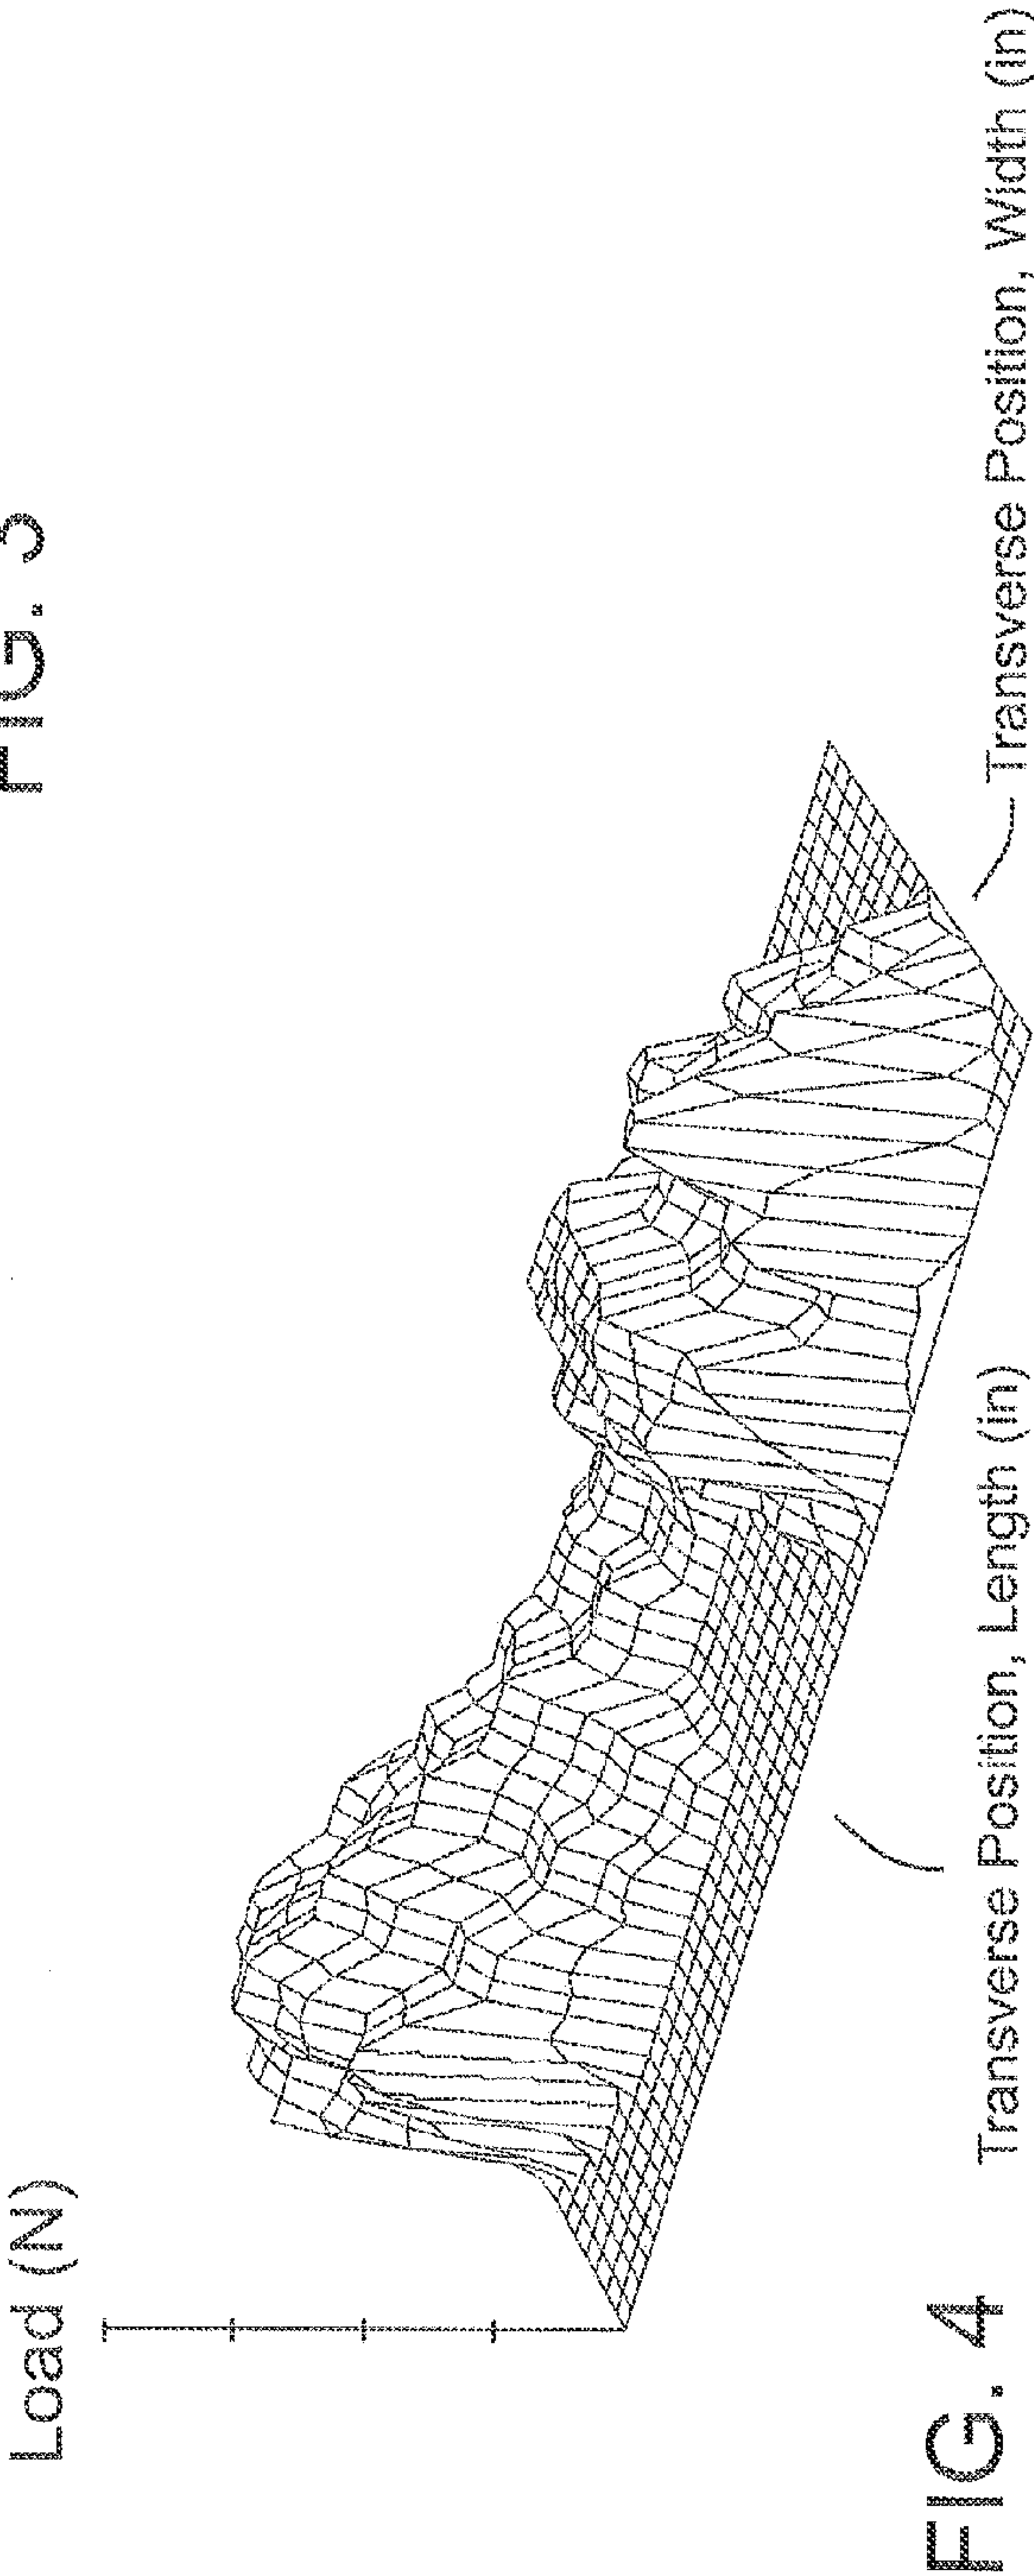 FIG. 3
Load (N)
Transverse Position, Width (in)
Transverse Position, Length (in)
FIG. 4